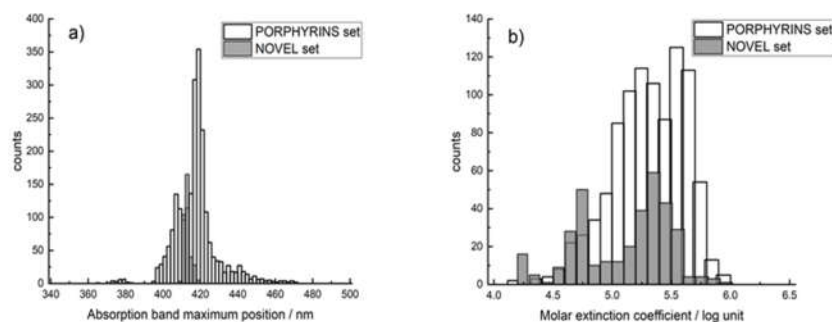 a)
PORPHYRINS set
NOVEL set
counts
400
350
300
250
200
150
100
50
0
340 360 380 400 420 440 460 480 500
Absorption band maximum position / nm
b)
PORPHYRINS set
NOVEL set
counts
140
120
100
80
60
40
20
0
4.0 4.5 5.0 5.5 6.0 6.5
Molar extinction coefficient / log unit